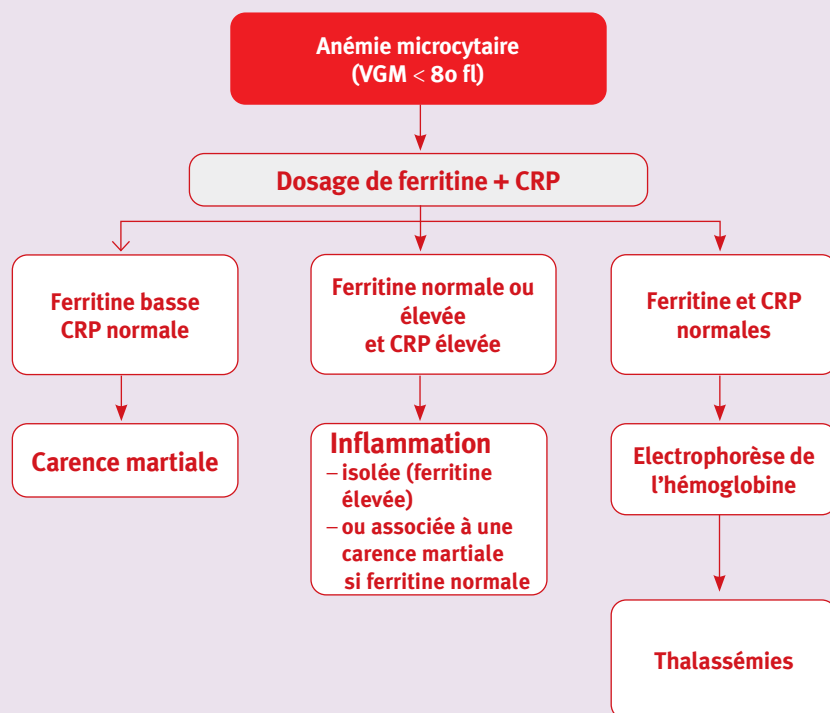 Anémie microcytaire
(VGM < 80 fl)
Dosage de ferritine + CRP
Ferritine basse
CRP normale
Ferritine normale ou
élevée
et CRP élevée
Ferritine et CRP
normales
Carence martiale
Inflammation
– isolée (ferritine
élevée)
– ou associée à une
carence martiale
si ferritine normale
Electrophorèse de
l’hémoglobine
Thalassémies